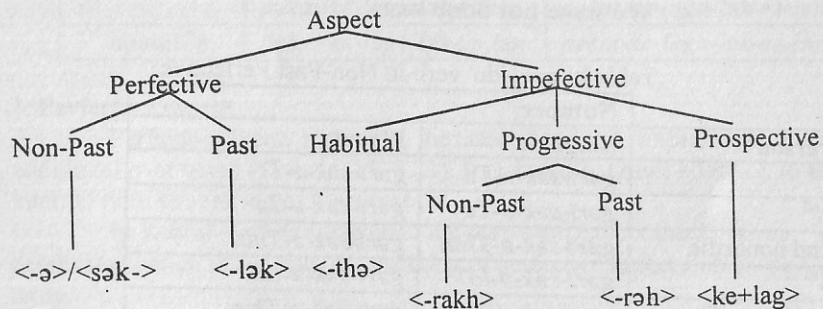 Aspect
Perfective Impefective
Non-Past Past Habitual Progressive Prospective
Non-Past Past
<-ə>/<sək-> <-lək> <-thə> <-rakh> <-rəh> <ke+lag>